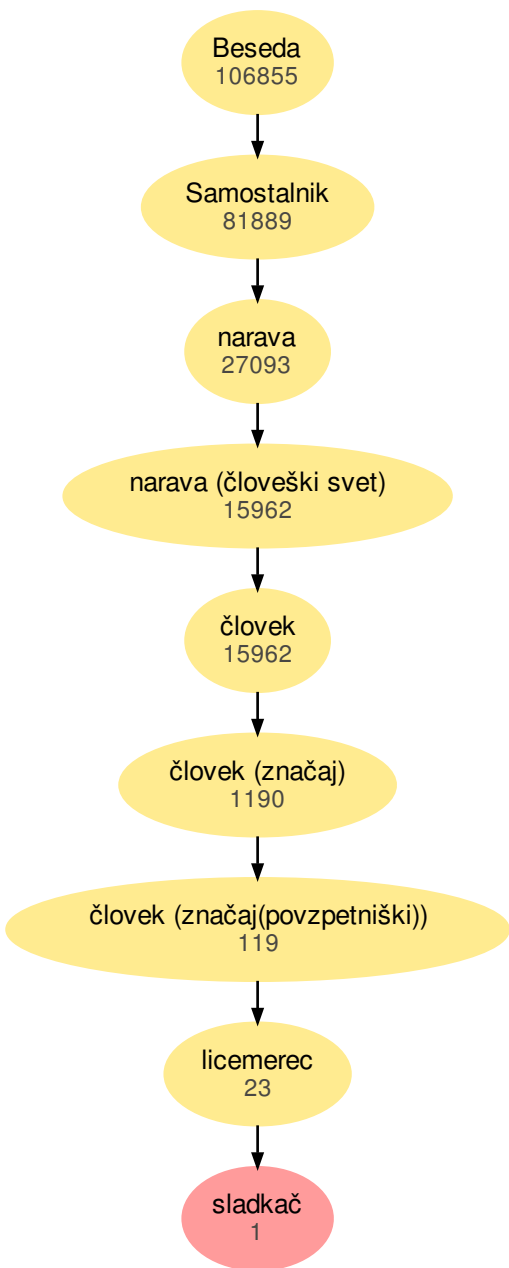 Beseda
106855
Samostalnik
81889
narava
27093
narava (človeški svet)
15962
človek
15962
človek (značaj)
1190
človek (značaj(povzpetniški))
119
licemerec
23
sladkač
1